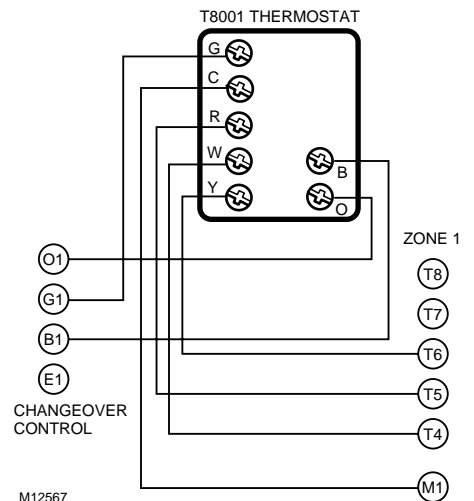 T8001 THERMOSTAT
G
C
R
W
Y
B
O
ZONE 1
O1
G1
B1
E1
CHANGEOVER
CONTROL
T8
T7
T6
T5
T4
M1
M12567